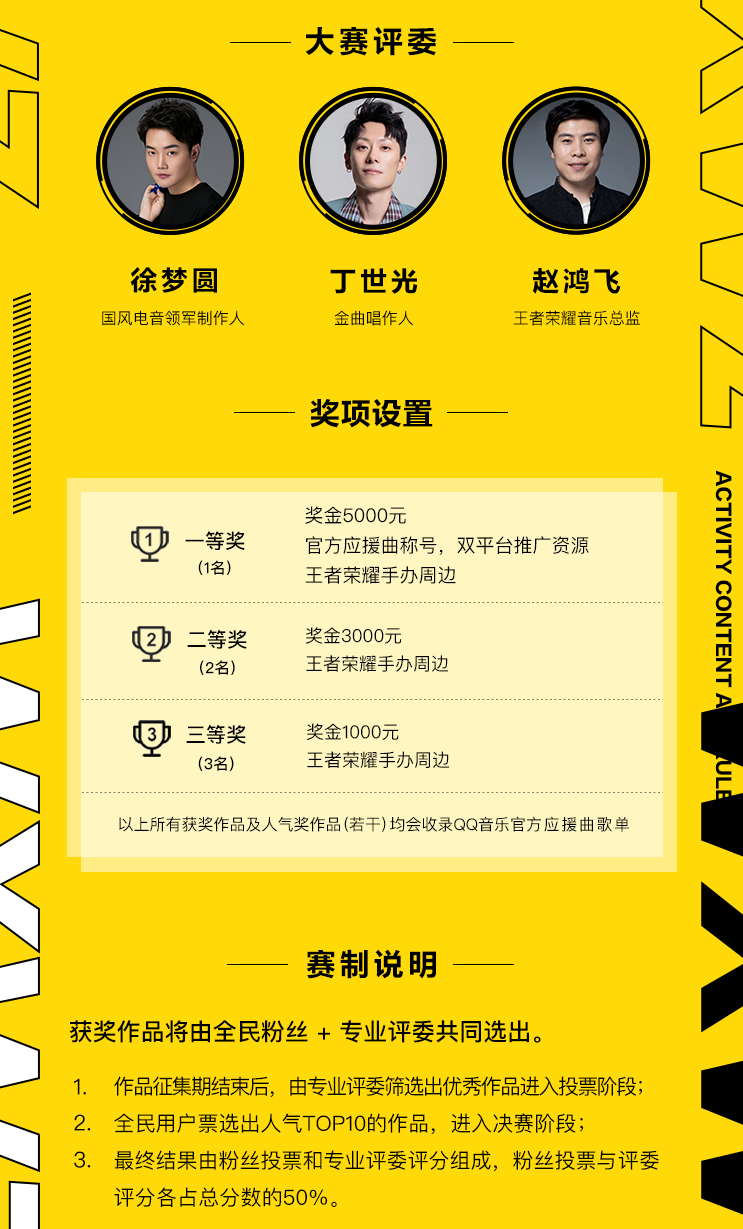 大赛评委
徐梦圆
丁世光
赵鸿飞
国风电音领军制作人
金曲唱作人
王者荣耀音乐总监
奖项设置
1
一等奖
(1名)
奖金5000元
官方应援曲称号，双平台推广资源
王者荣耀手办周边
2
二等奖
(2名)
奖金3000元
王者荣耀手办周边
3
三等奖
(3名)
奖金1000元
王者荣耀手办周边
以上所有获奖作品及人气奖作品(若干)均会收录QQ音乐官方应援曲歌单
ACTIVITY CONTENT
赛制说明
获奖作品将由全民粉丝 + 专业评委共同选出。
1. 作品征集期结束后，由专业评委筛选出优秀作品进入投票阶段；
2. 全民用户票选出人气TOP10的作品，进入决赛阶段；
3. 最终结果由粉丝投票和专业评委评分组成，粉丝投票与评委
评分各占总分数的50%。